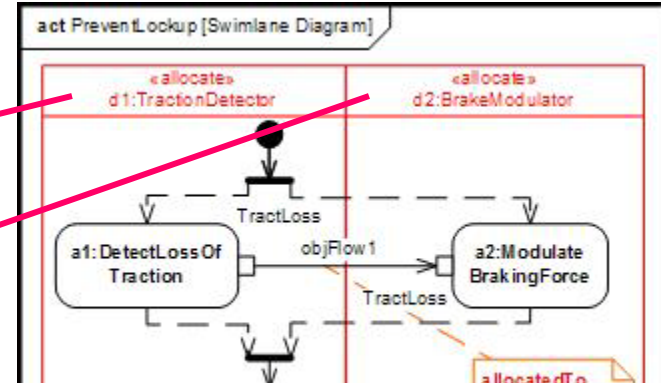 act PreventLockup [Swimlane Diagram]
«allocate»
d1:TractionDetector
«allocate»
d2:BrakeModulator
TractLoss
a1:DetectLossOf
Traction
objFlow1
a2:Modulate
BrakingForce
TractLoss
allocatedTo